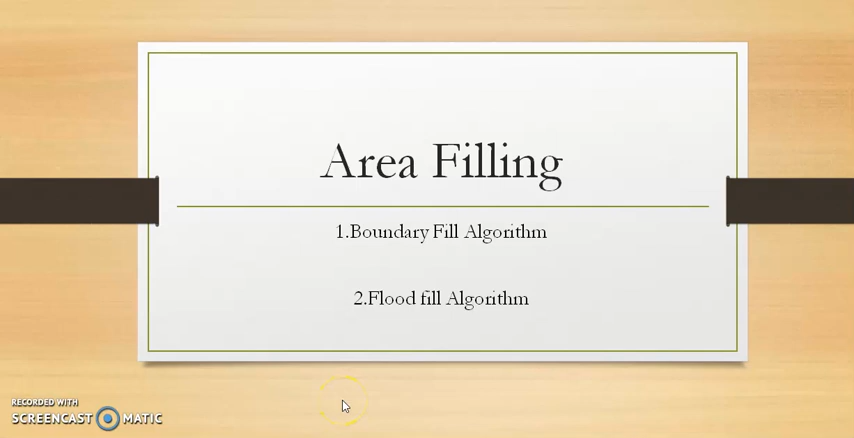 Area Filling
1.Boundary Fill Algorithm
2.Flood fill Algorithm
RECORDED WITH
SCREENCAST MATIC